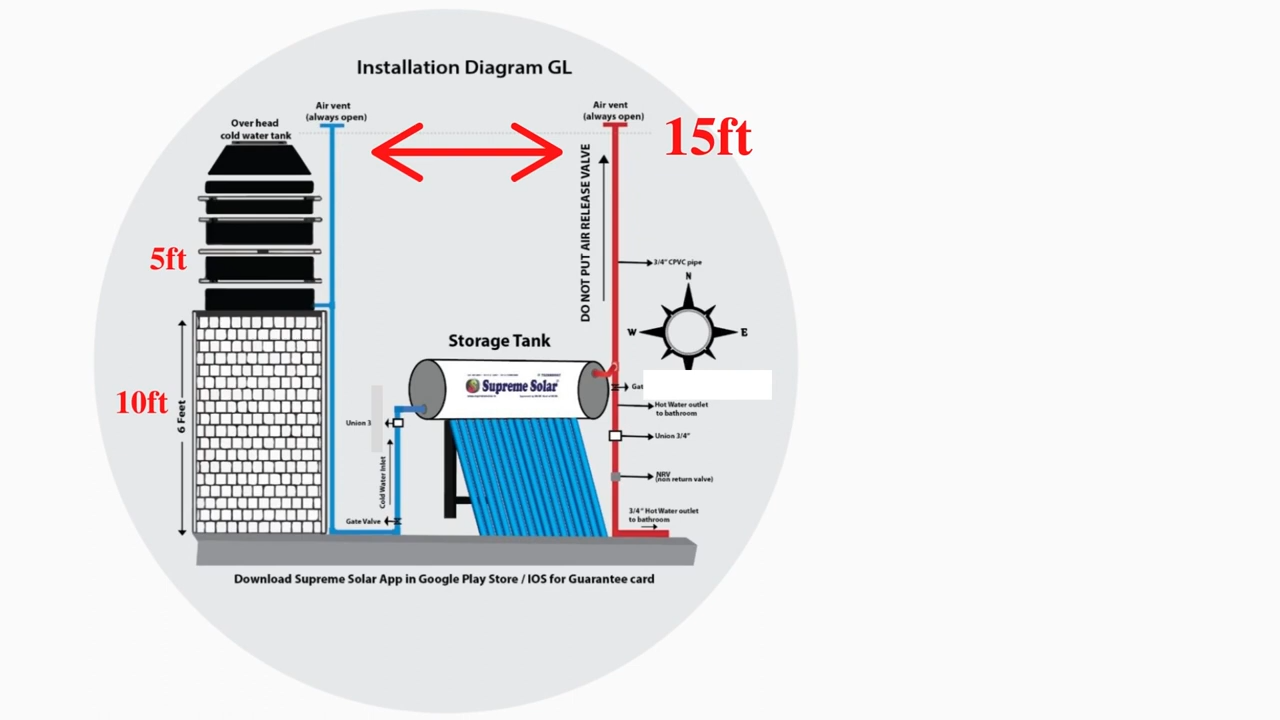 Installation Diagram GL
Air vent
(always open)
Air vent
(always open)
Over head
cold water tank
15ft
DO NOT PUT AIR RELEASE VALVE
5ft
3/4" CPVC pipe
N
W
E
Storage Tank
Supreme Solar
10ft
6 Feet
Gat
Hot Water outlet
to bathroom
Union 3
Union 3/4"
Cold Water Inlet
NRV
(non return valve)
3/4" Hot Water outlet
to bathroom
Gate Valve
Download Supreme Solar App in Google Play Store / IOS for Guarantee card